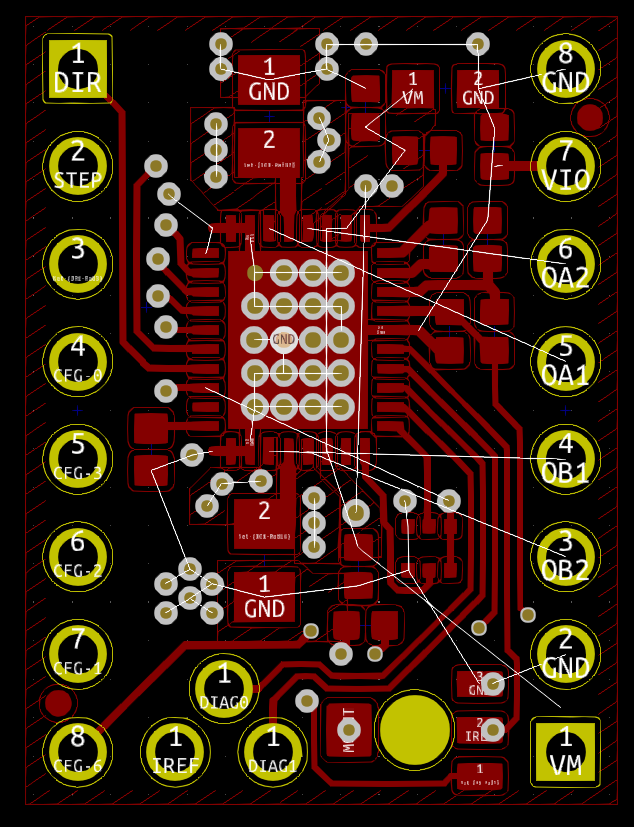 1
DIR
1
GND
1
VM
2
GND
8
GND
2
STEP
2
7
VIO
3
6
OA2
GND
4
CFG-0
5
OA1
5
CFG-3
4
OB1
2
6
CFG-2
3
OB2
1
GND
7
CFG-1
1
DIAG0
2
GND
3
2
1
8
CFG-6
1
IREF
1
DIAG1
1
VM